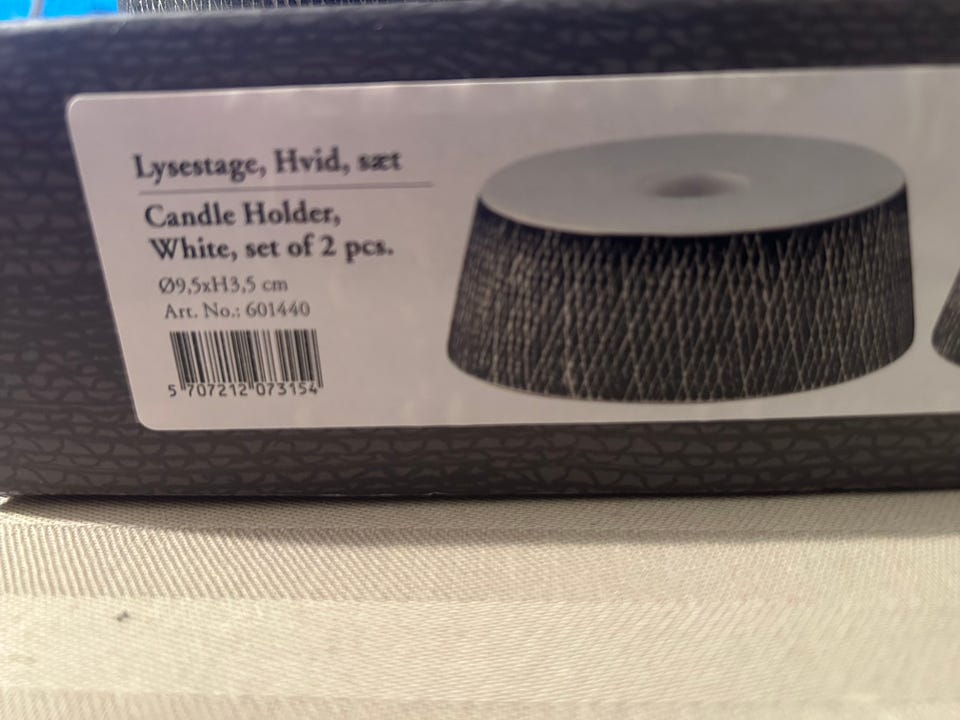 Lysestage, Hvid, sæt
Candle Holder,
White, set of 2 pcs.
Ø9,5xH3,5 cm
Art. No.: 601440
5 707212 073154